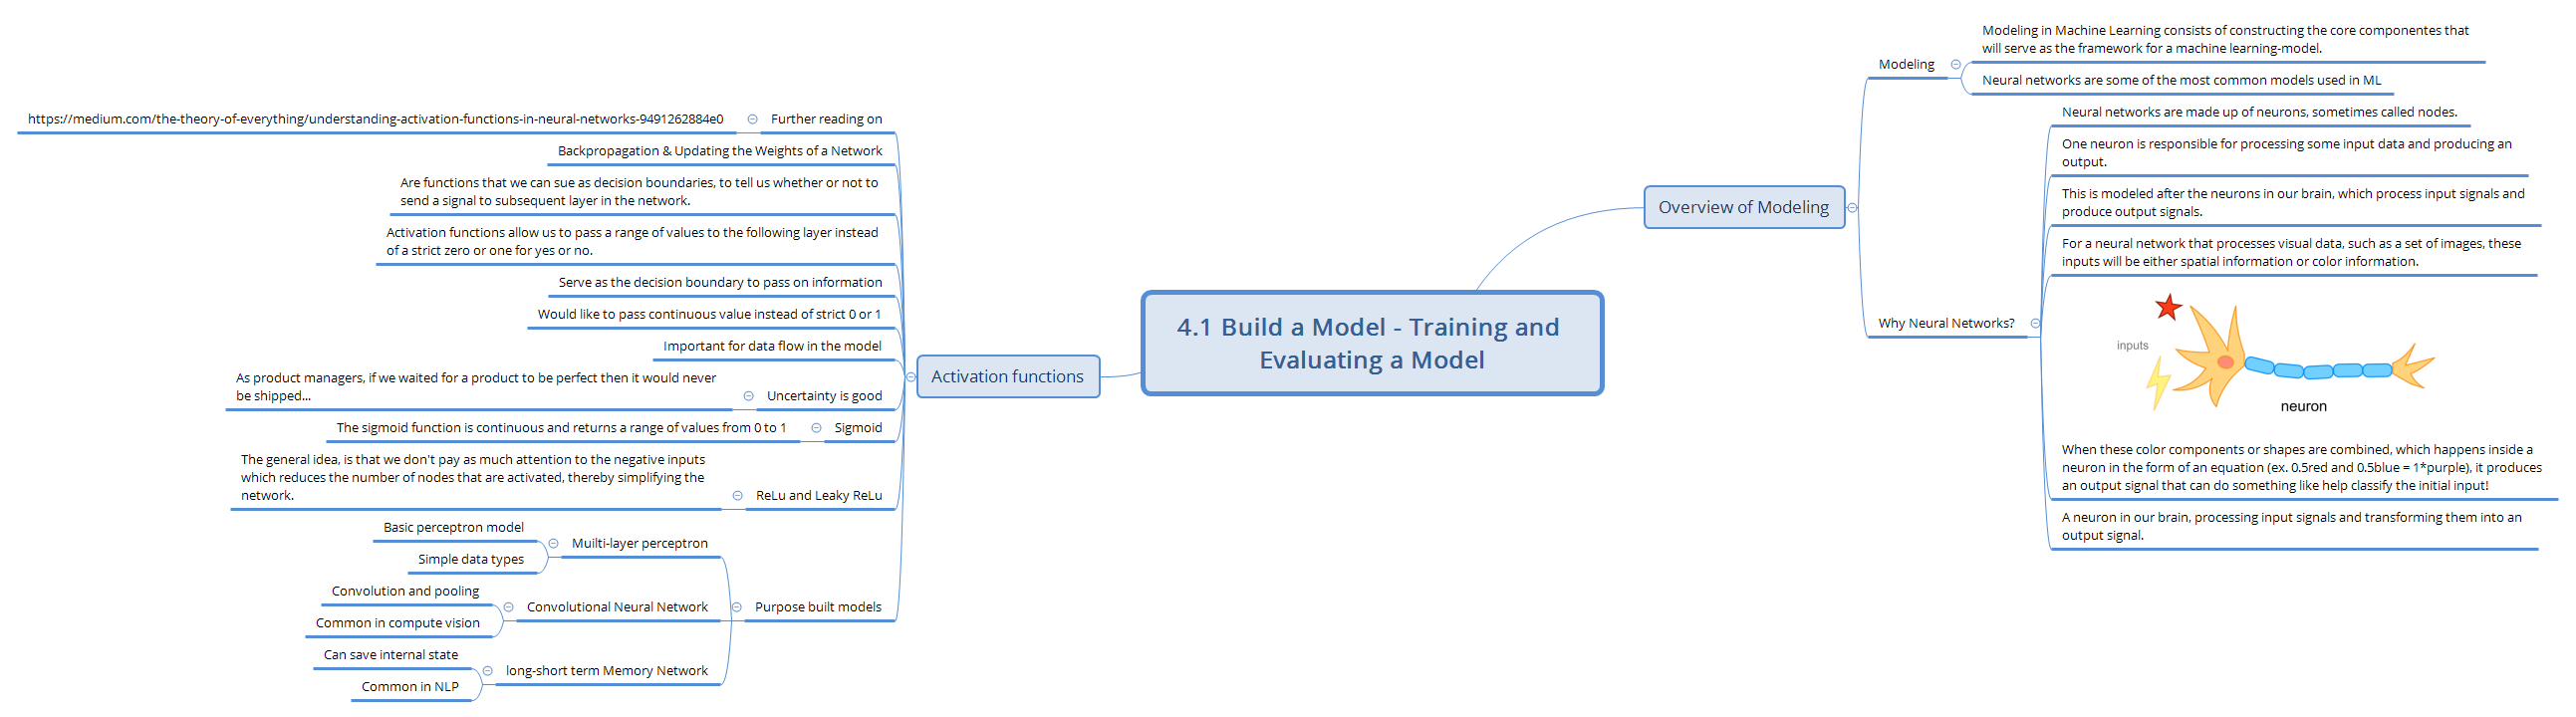 4.1 Build a Model - Training and
Evaluating a Model
Overview of Modeling
Modeling
Modeling in Machine Learning consists of constructing the core componentes that
will serve as the framework for a machine learning-model.
Neural networks are some of the most common models used in ML
Why Neural Networks?
Neural networks are made up of neurons, sometimes called nodes.
One neuron is responsible for processing some input data and producing an
output.
This is modeled after the neurons in our brain, which process input signals and
produce output signals.
For a neural network that processes visual data, such as a set of images, these
inputs will be either spatial information or color information.
inputs
neuron
When these color components or shapes are combined, which happens inside a
neuron in the form of an equation (ex. 0.5red and 0.5blue = 1*purple), it produces
an output signal that can do something like help classify the initial input!
A neuron in our brain, processing input signals and transforming them into an
output signal.
Activation functions
Further reading on
https://medium.com/the-theory-of-everything/understanding-activation-functions-in-neural-networks-9491262884e0
Backpropagation & Updating the Weights of a Network
Are functions that we can sue as decision boundaries, to tell us whether or not to
send a signal to subsequent layer in the network.
Activation functions allow us to pass a range of values to the following layer instead
of a strict zero or one for yes or no.
Serve as the decision boundary to pass on information
Would like to pass continuous value instead of strict 0 or 1
Important for data flow in the model
Uncertainty is good
As product managers, if we waited for a product to be perfect then it would never
be shipped...
Sigmoid
The sigmoid function is continuous and returns a range of values from 0 to 1
ReLu and Leaky ReLu
The general idea, is that we don't pay as much attention to the negative inputs
which reduces the number of nodes that are activated, thereby simplifying the
network.
Purpose built models
Muilti-layer perceptron
Basic perceptron model
Simple data types
Convolutional Neural Network
Convolution and pooling
Common in compute vision
long-short term Memory Network
Can save internal state
Common in NLP